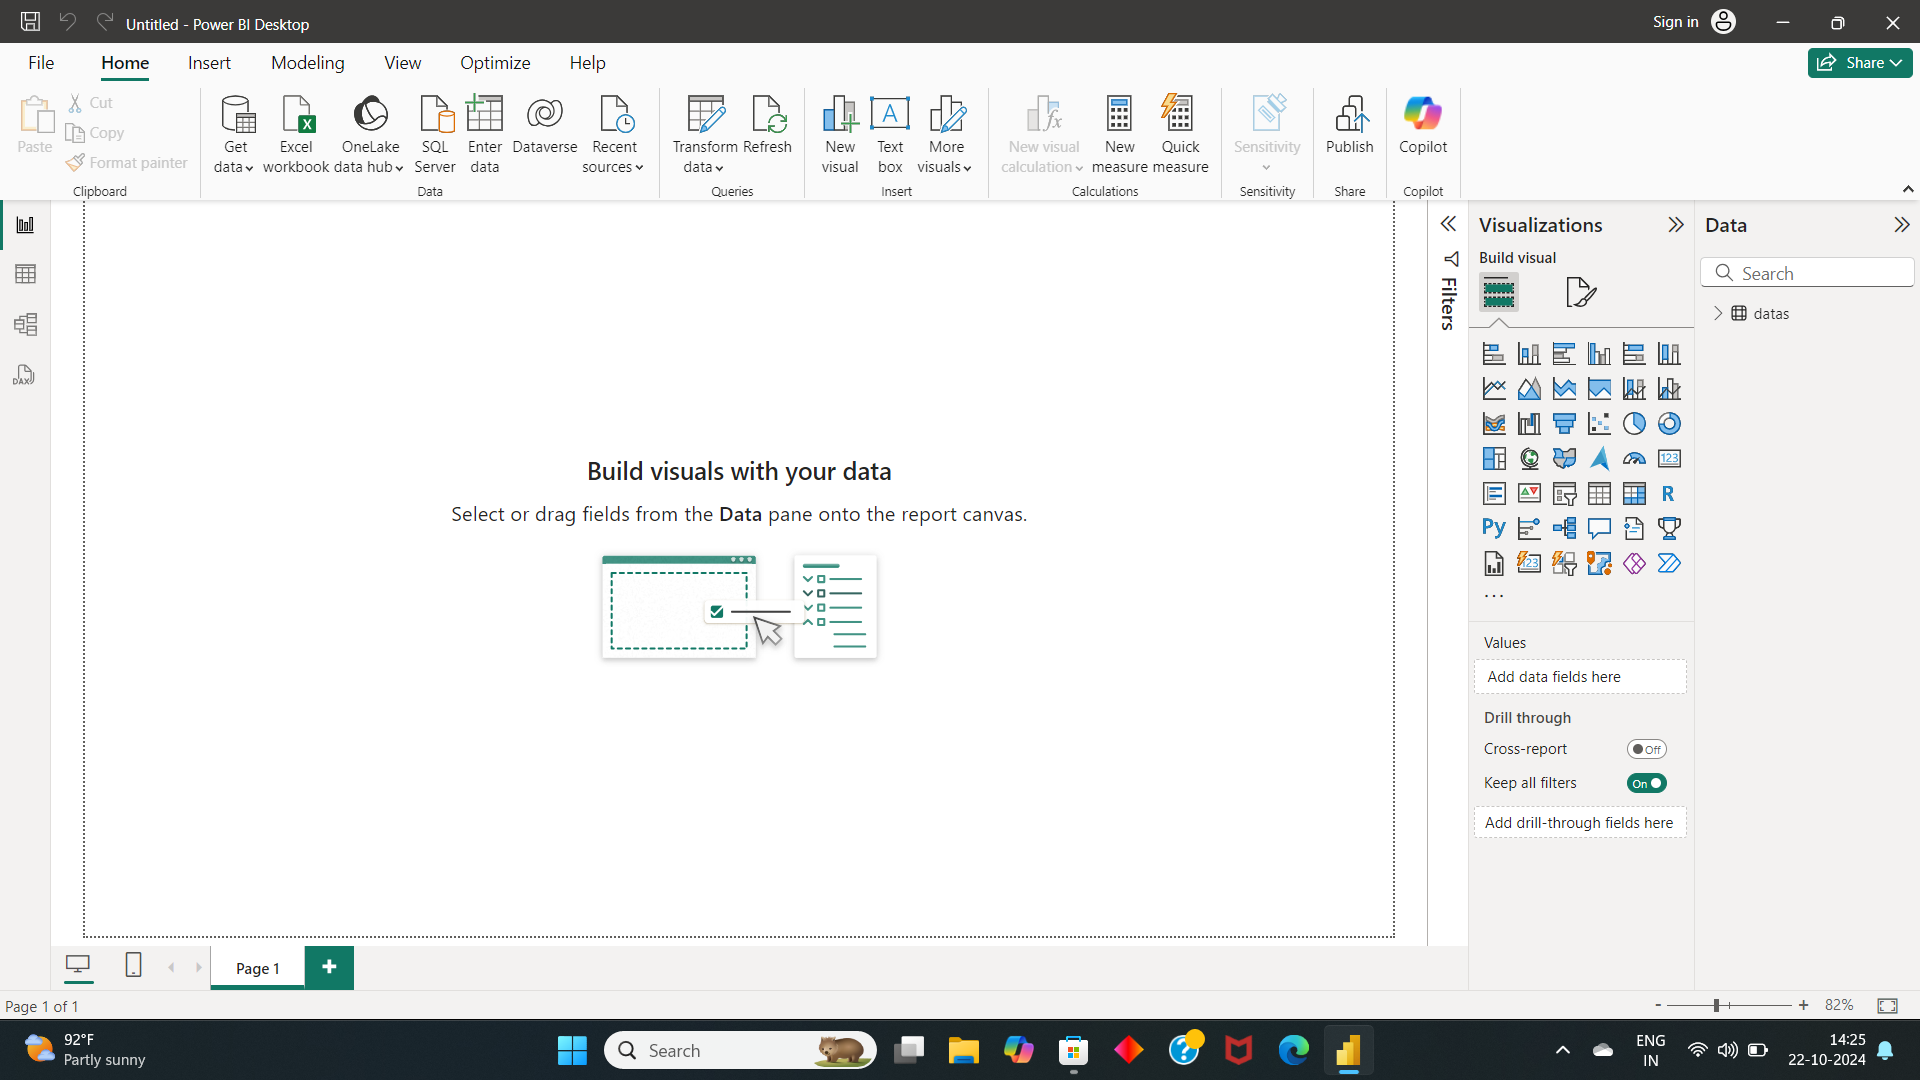 Untitled - Power BI Desktop
Sign in
File Home Insert Modeling View Optimize Help
Share
Paste
Cut
Copy
Format painter
Clipboard
Get data
Excel workbook
OneLake data hub
SQL Server
Enter data
Dataverse
Recent sources
Data
Transform data
Refresh
Queries
New visual
Text box
More visuals
Insert
New visual calculation
New measure
Quick measure
Calculations
Sensitivity
Sensitivity
Publish
Share
Copilot
Copilot
Build visuals with your data
Select or drag fields from the Data pane onto the report canvas.
Filters
Visualizations
Build visual
Values
Add data fields here
Drill through
Cross-report Off
Keep all filters On
Add drill-through fields here
Data
Search
datas
Page 1
Page 1 of 1
82%
92°F
Partly sunny
Search
ENG
IN
14:25
22-10-2024